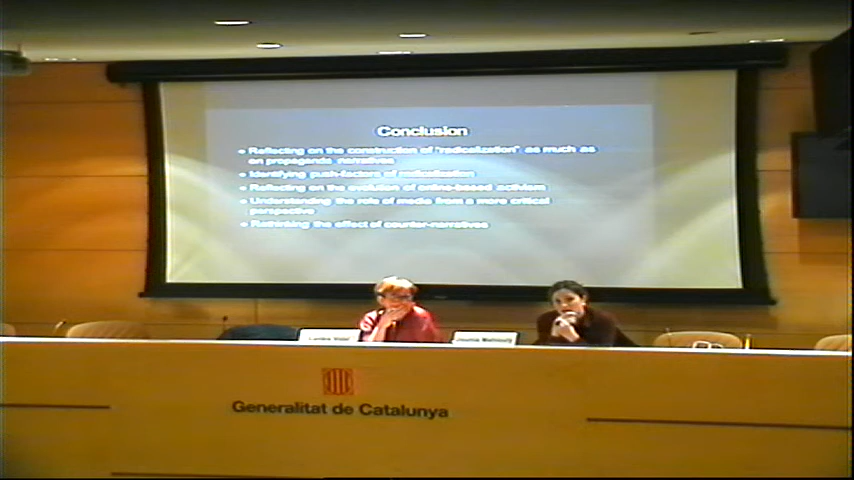 Conclusion
Reflecting on the construction of "radicalization" as much as
on propaganda narratives
Identifying push-factors of radicalization
Reflecting on the evolution of online-based activism
Understanding the role of media from a more critical
perspective
Rethinking the effect of counter-narratives
Generalitat de Catalunya